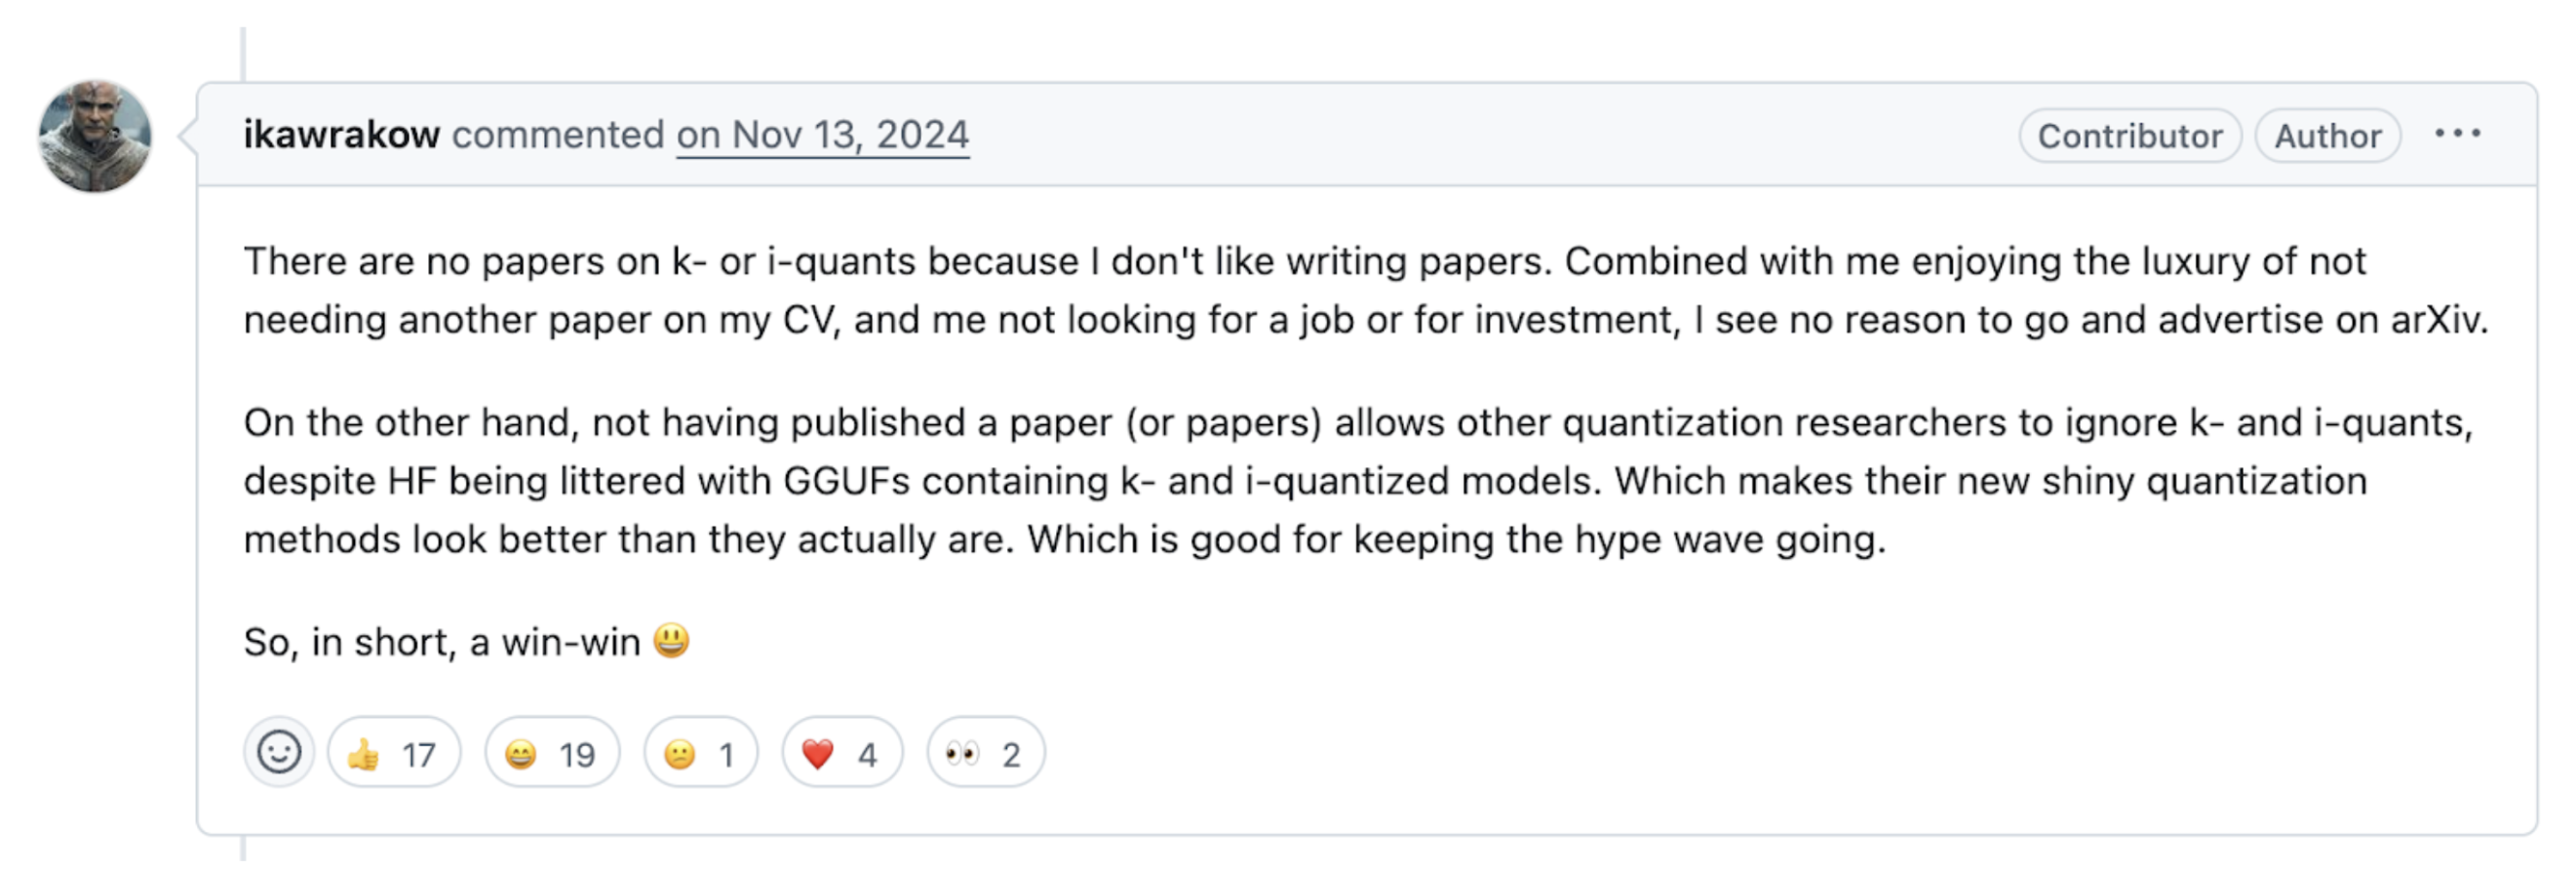 ikawrakow commented on Nov 13, 2024 Contributor Author ...
There are no papers on k- or i-quants because I don't like writing papers. Combined with me enjoying the luxury of not
needing another paper on my CV, and me not looking for a job or for investment, I see no reason to go and advertise on arXiv.
On the other hand, not having published a paper (or papers) allows other quantization researchers to ignore k- and i-quants,
despite HF being littered with GGUFs containing k- and i-quantized models. Which makes their new shiny quantization
methods look better than they actually are. Which is good for keeping the hype wave going.
So, in short, a win-win 😃
👍 17 😄 19 😕 1 ❤️ 4 👀 2